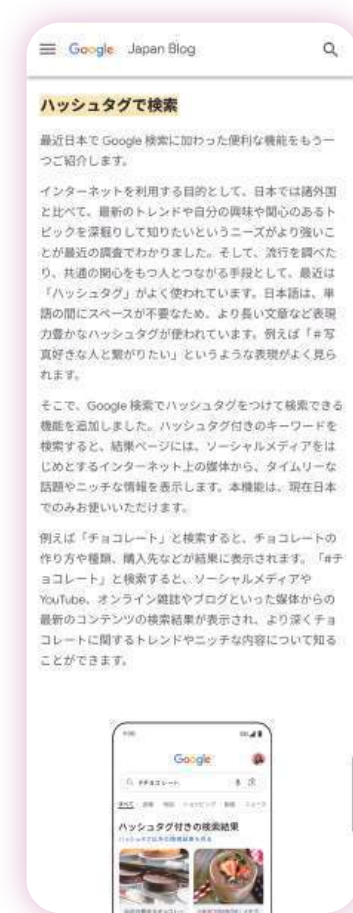 Google Japan Blog
ハッシュタグで検索
最近日本で Google 検索に加わった便利な機能をもう一
つご紹介します。
インターネットを利用する目的として、日本では諸外国
と比べて、最新のトレンドや自分の興味や関心のあるト
ピックを深掘りして知りたいというニーズがより強いこ
とが最近の調査でわかりました。そして、流行を調べた
り、共通の関心をもつ人とつながる手段として、最近は
「ハッシュタグ」がよく使われています。日本語は、単
語の間にスペースが不要なため、より長い文章など表現
力豊かなハッシュタグが使われています。例えば「＃写
真好きな人と繋がりたい」というような表現がよく見ら
れます。
そこで、Google 検索でハッシュタグをつけて検索できる
機能を追加しました。ハッシュタグ付きのキーワードを
検索すると、結果ページには、ソーシャルメディアをは
じめとするインターネット上の媒体から、タイムリーな
話題やニッチな情報を表示します。本機能は、現在日本
でのみお使いいただけます。
例えば「チョコレート」と検索すると、チョコレートの
作り方や種類、購入先などが結果に表示されます。「#チ
ョコレート」と検索すると、ソーシャルメディアや
YouTube、オンライン雑誌やブログといった媒体からの
最新のコンテンツの検索結果が表示され、より深くチョ
コレートに関するトレンドやニッチな内容について知る
ことができます。
Google
#チョコレート
すべて 画像 地図 ショッピング 動画 ニュース
ハッシュタグ付きの検索結果